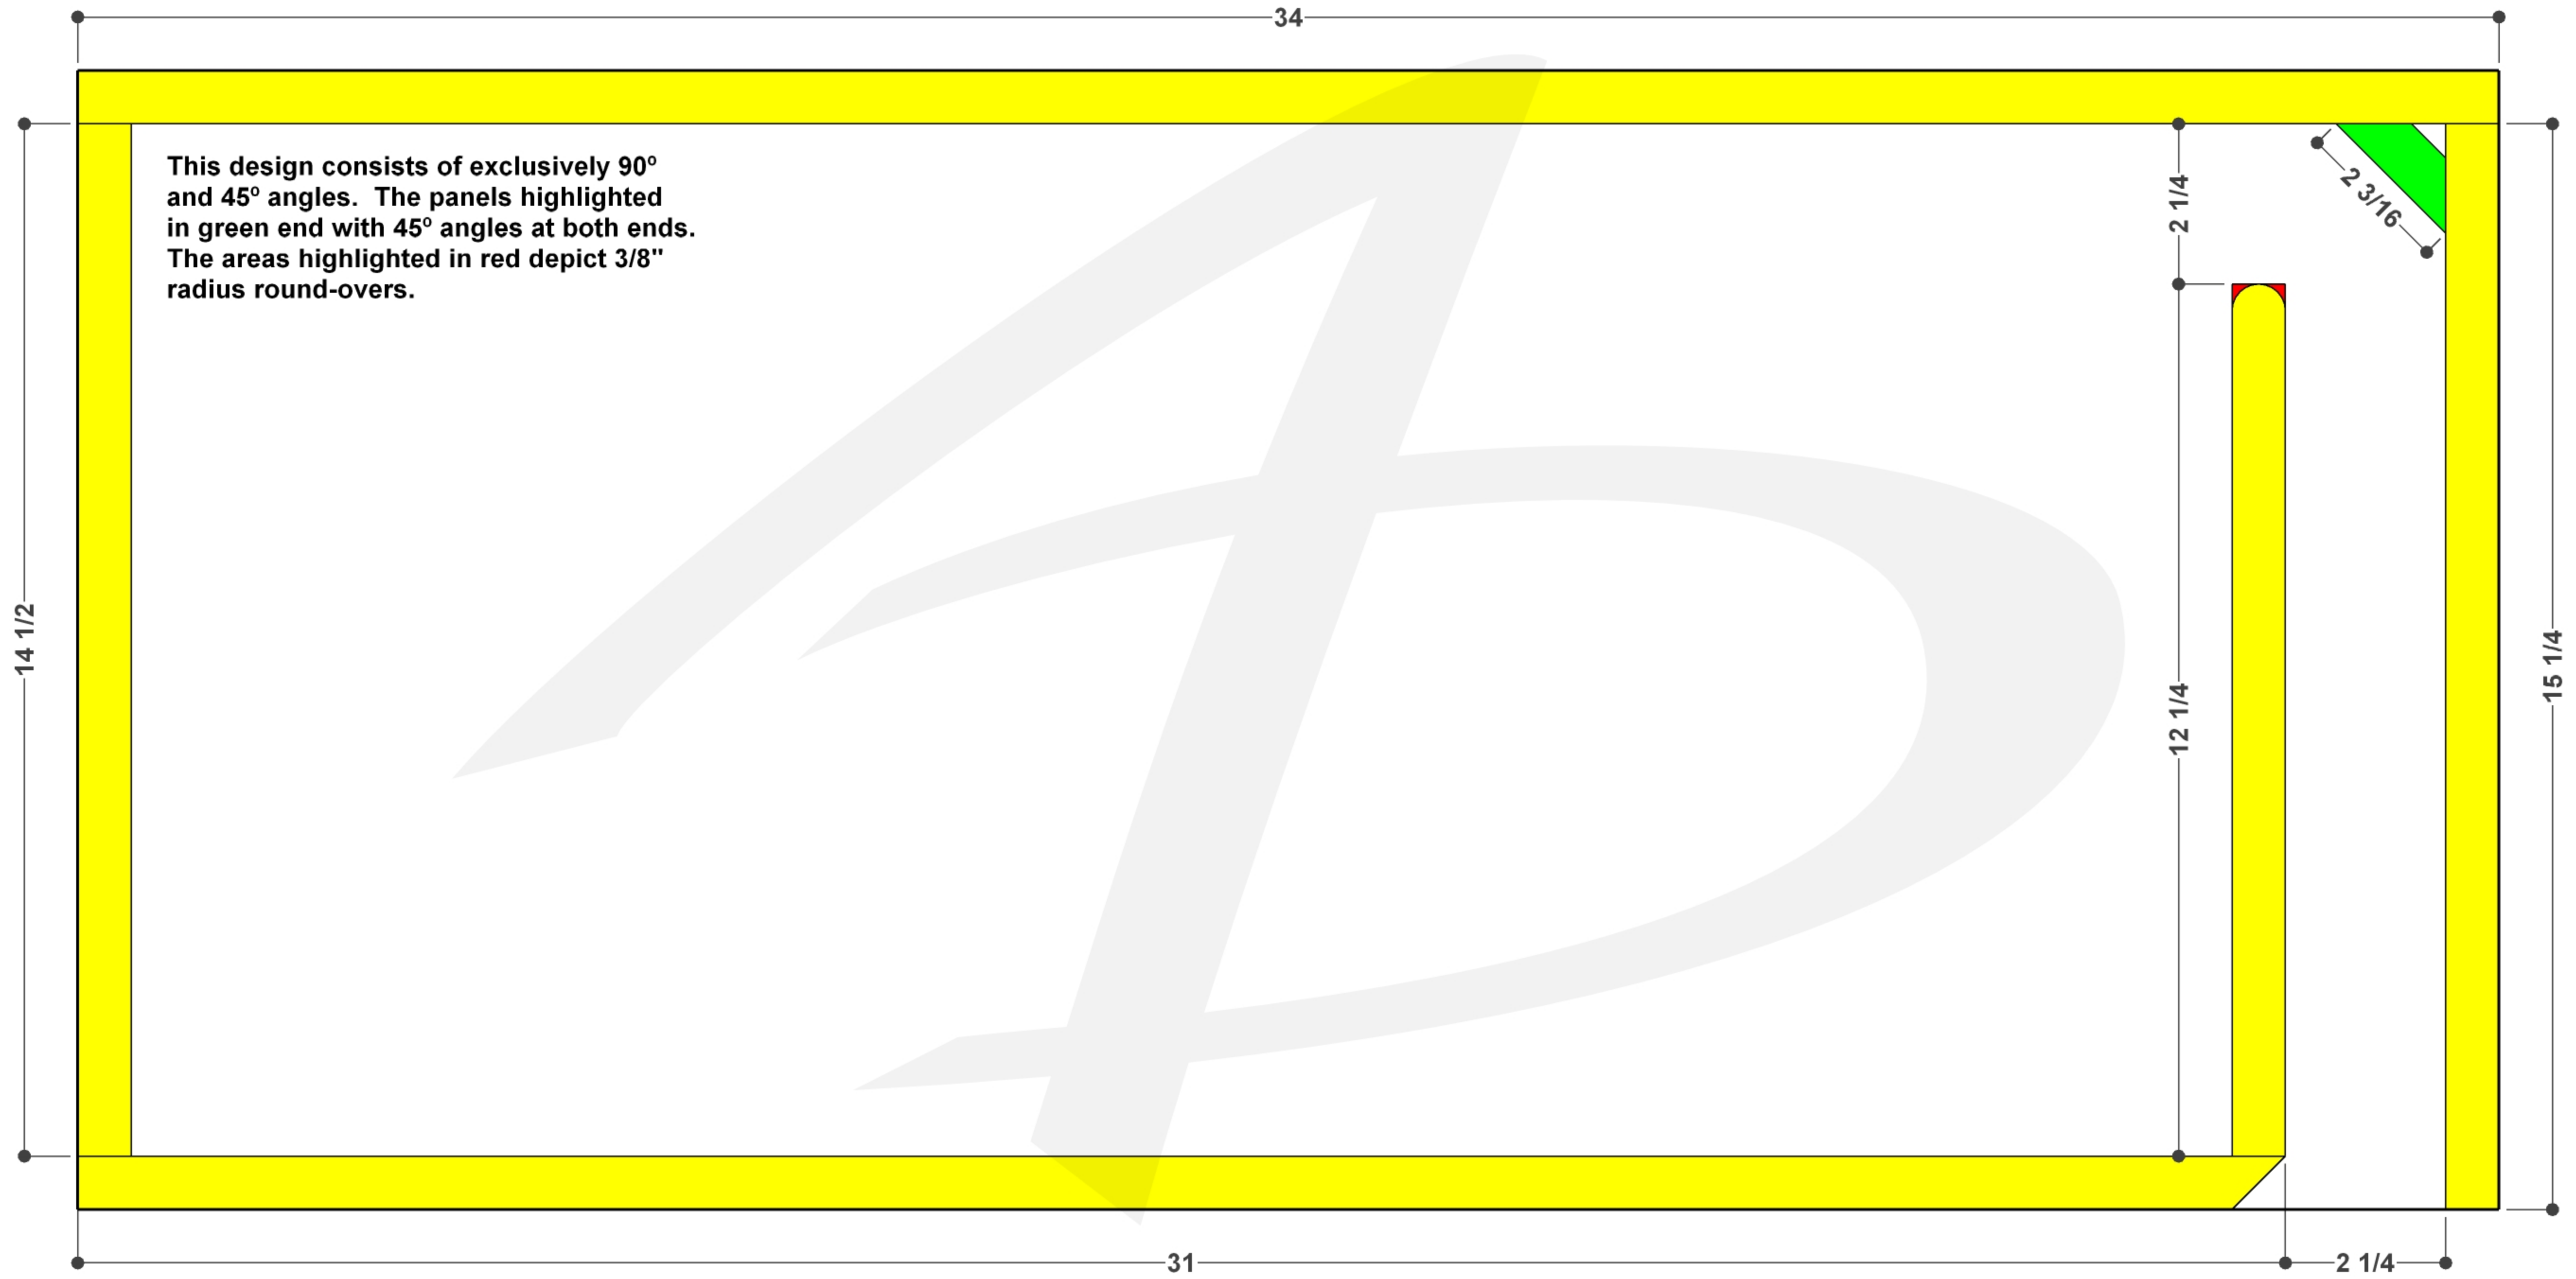 34
This design consists of exclusively 90º
and 45º angles.  The panels highlighted
in green end with 45º angles at both ends.
The areas highlighted in red depict 3/8"
radius round-overs.
2 1/4
2 3/16
14 1/2
12 1/4
15 1/4
31
2 1/4